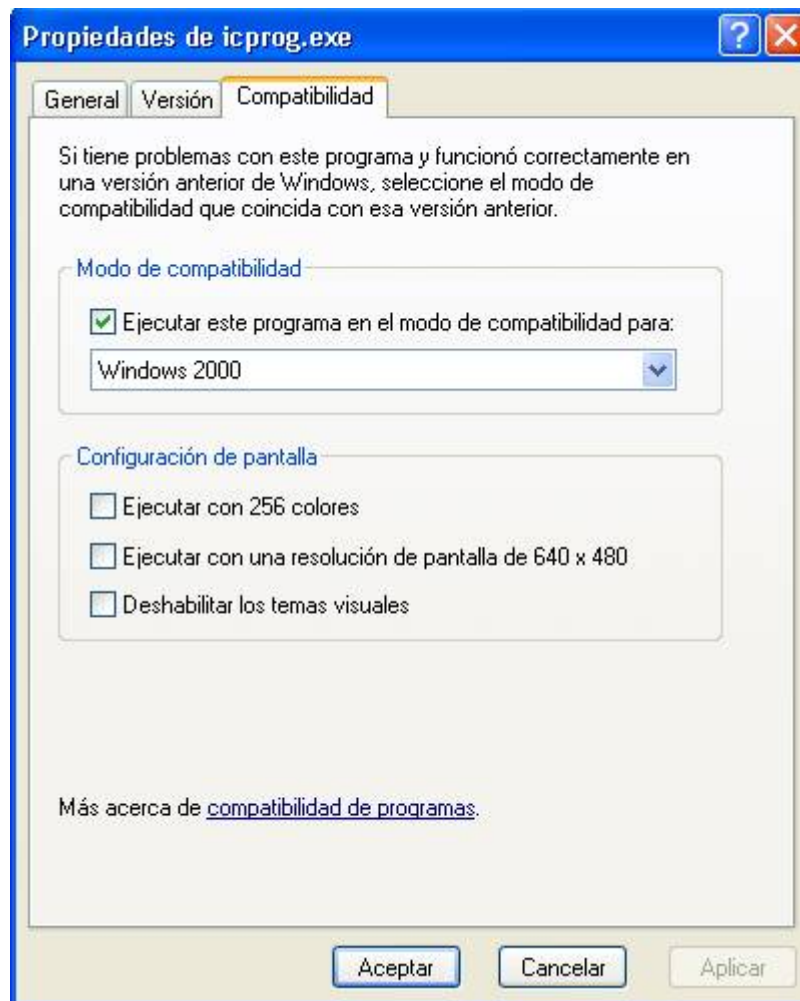 Propiedades de icprog.exe
General Versión Compatibilidad
Si tiene problemas con este programa y funcionó correctamente en
una versión anterior de Windows, seleccione el modo de
compatibilidad que coincida con esa versión anterior.
Modo de compatibilidad
Ejecutar este programa en el modo de compatibilidad para:
Windows 2000
Configuración de pantalla
Ejecutar con 256 colores
Ejecutar con una resolución de pantalla de 640 x 480
Deshabilitar los temas visuales
Más acerca de compatibilidad de programas.
Aceptar Cancelar Aplicar